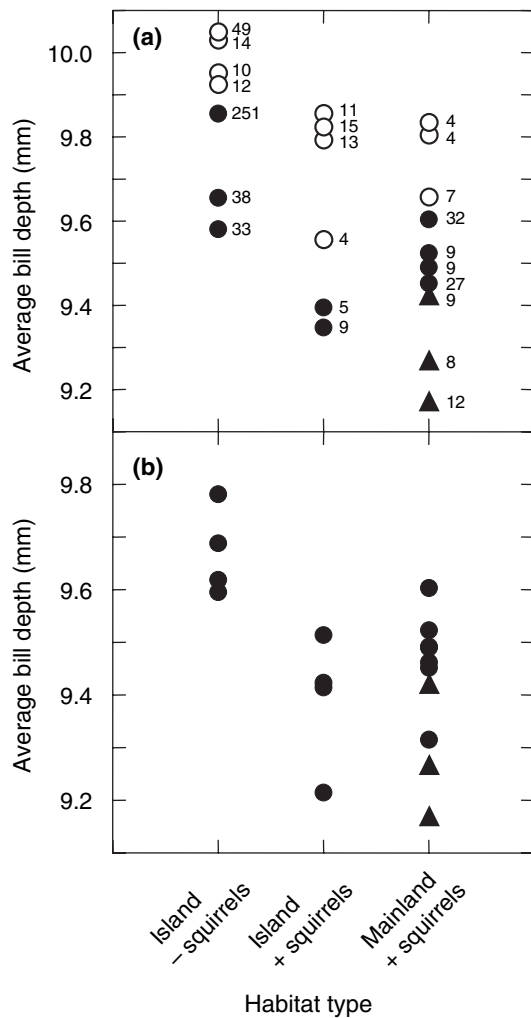 (a)
10.0
9.8
9.6
9.4
9.2
Average bill depth (mm)
49
14
10
12
251
38
33
11
15
13
4
5
9
4
4
7
32
9
9
27
9
8
12
(b)
9.8
9.6
9.4
9.2
Average bill depth (mm)
Island
– squirrels
Island
+ squirrels
Mainland
+ squirrels
Habitat type